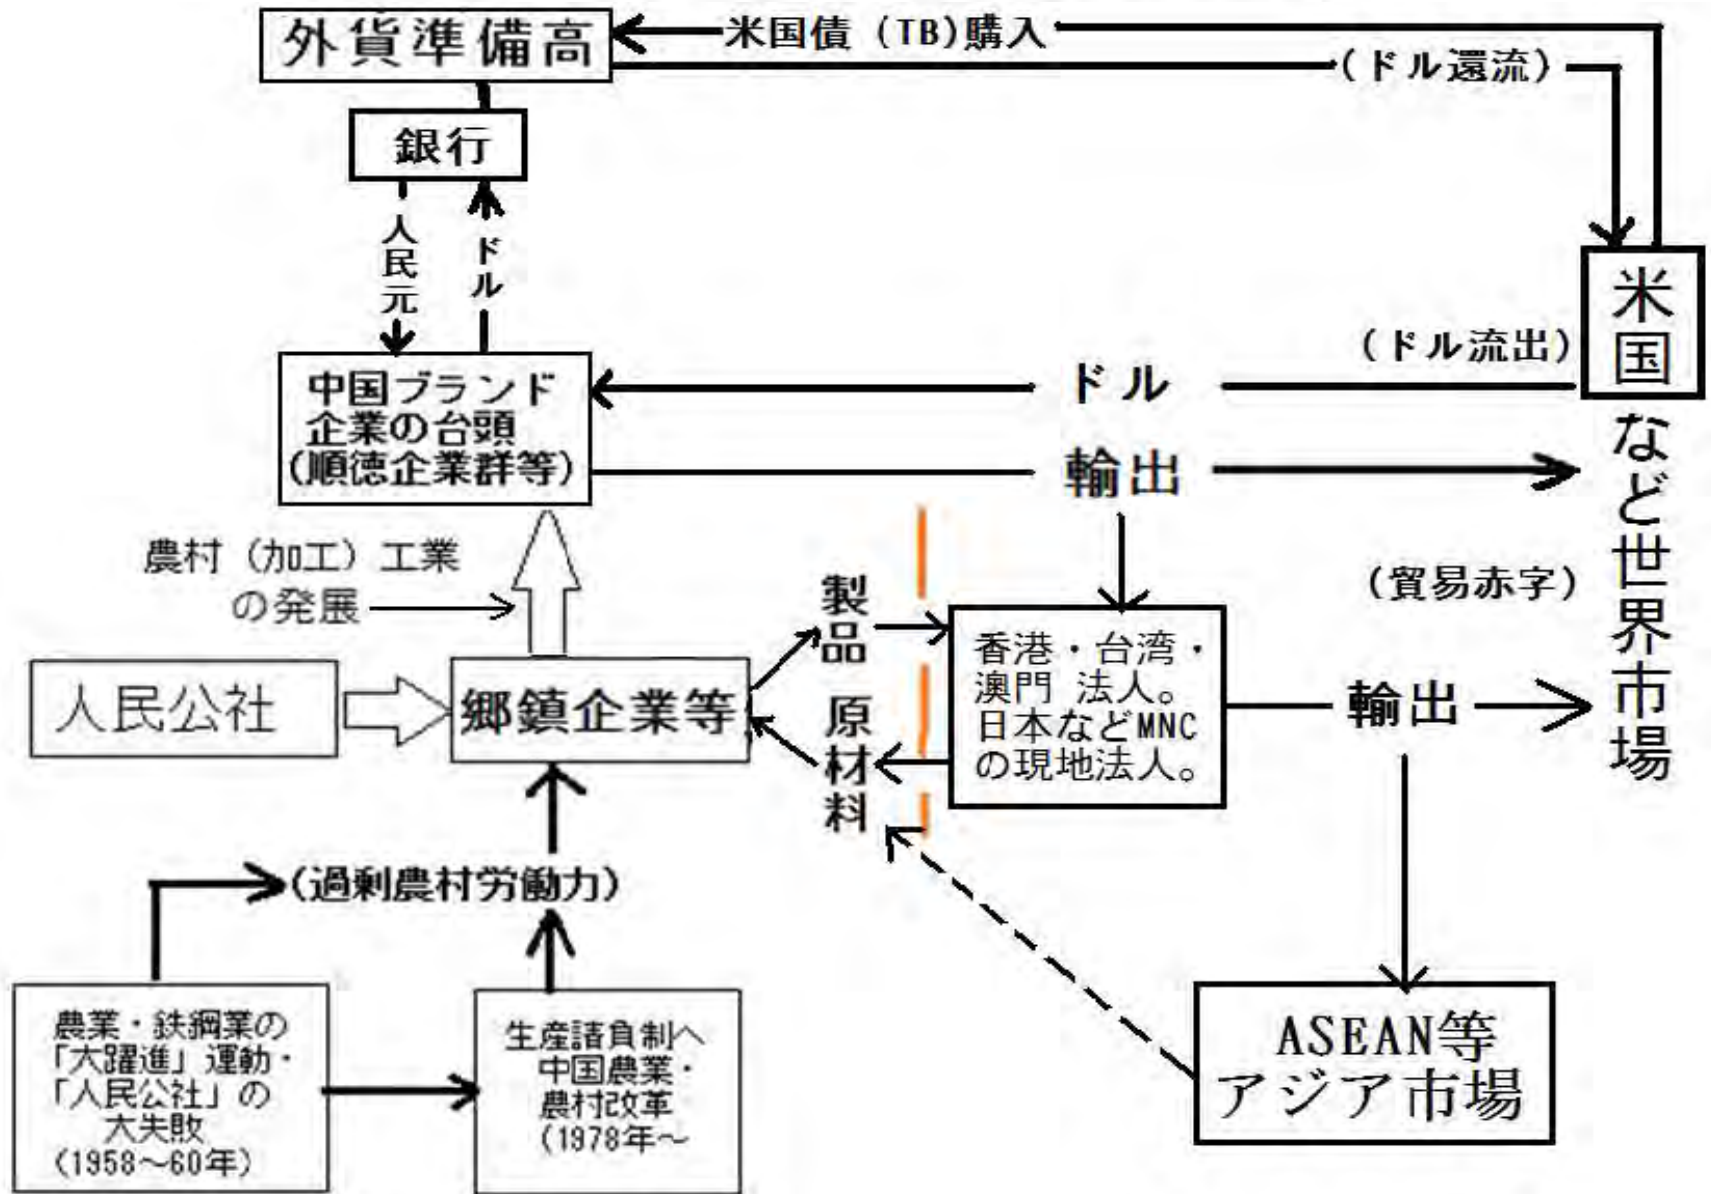 外貨準備高
米国債（TB)購入
(ドル還流)
銀行
人民元
ドル
米国など世界市場
(ドル流出)
中国ブランド
企業の台頭
(順徳企業群等)
ドル
輸出
農村（加工）工業
の発展
製品
原材料
(貿易赤字)
人民公社
郷鎮企業等
香港・台湾・
澳門 法人。
日本などMNC
の現地法人。
輸出
(過剰農村労働力)
農業・鉄鋼業の
「大躍進」運動・
「人民公社」の
大失敗
(1958～60年)
生産請負制へ
中国農業・
農村改革
(1978年～
ASEAN等
アジア市場